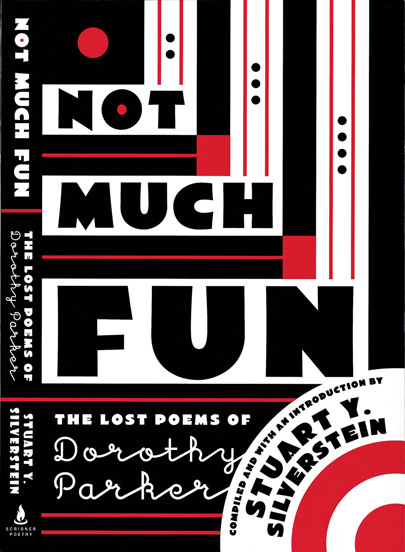 NOT MUCH FUN
THE LOST POEMS OF
Dorothy Parker
STUART Y.
SILVERSTEIN
SCRIBNER
POETRY
NOT
MUCH
FUN
THE LOST POEMS OF
Dorothy
Parker
COMPILED AND WITH AN INTRODUCTION BY
STUART Y.
SILVERSTEIN